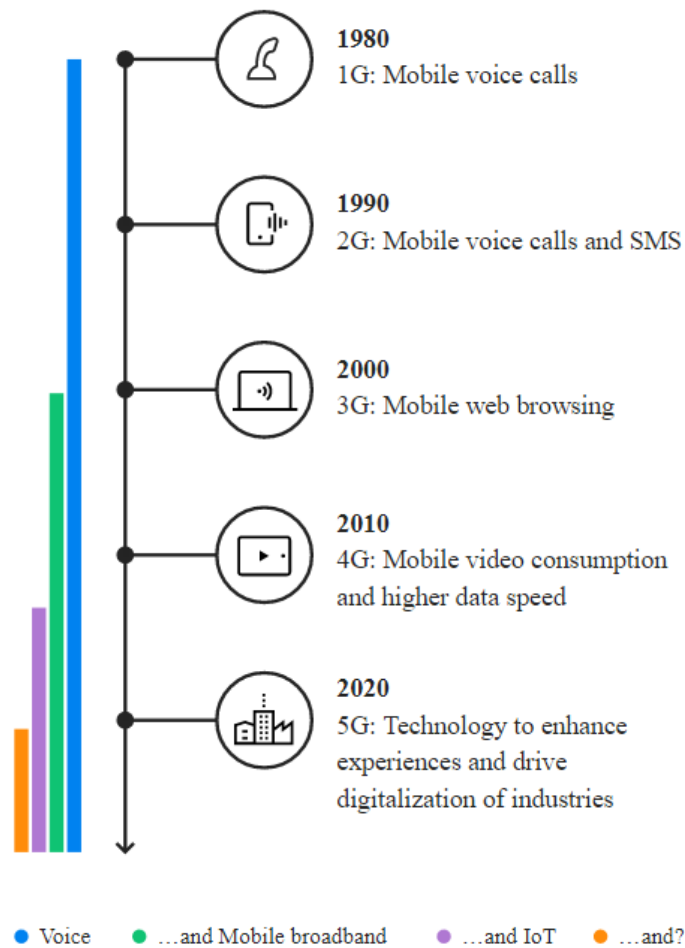 1980
1G: Mobile voice calls
1990
2G: Mobile voice calls and SMS
2000
3G: Mobile web browsing
2010
4G: Mobile video consumption
and higher data speed
2020
5G: Technology to enhance
experiences and drive
digitalization of industries
Voice …and Mobile broadband …and IoT …and?